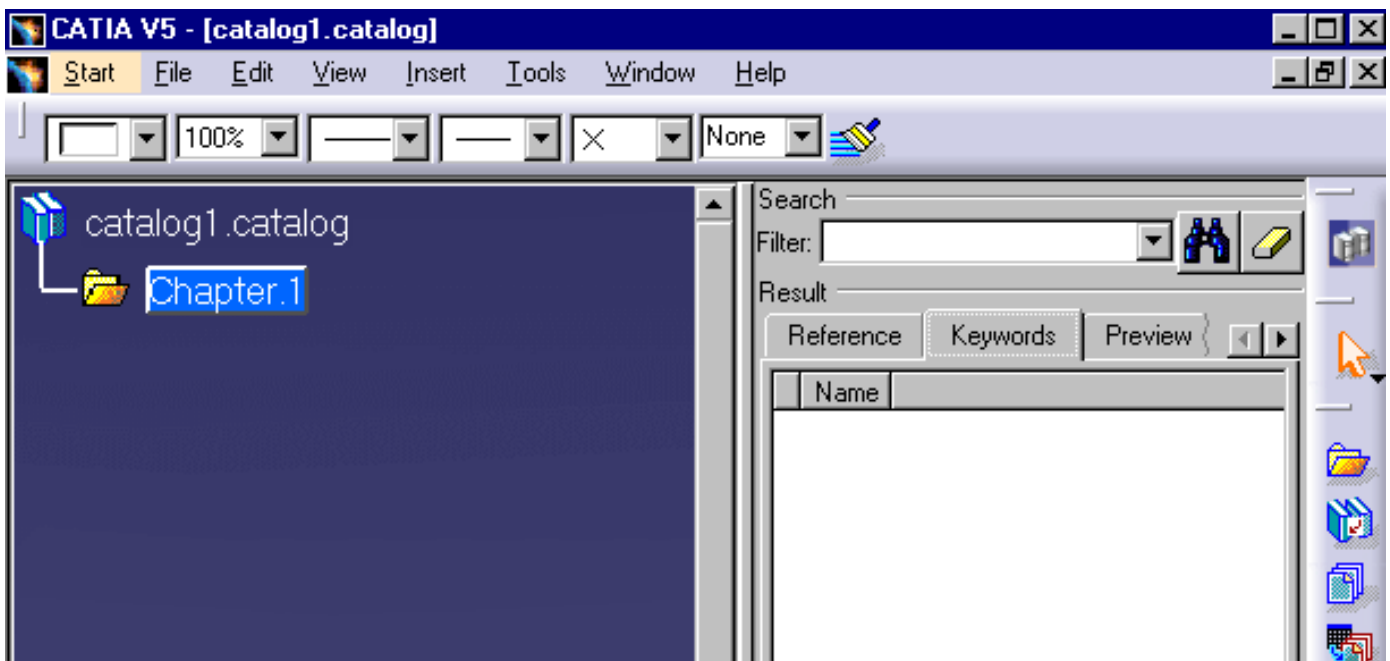 CATIA V5 - [catalog1.catalog]
Start File Edit View Insert Tools Window Help
100% None
catalog1.catalog
Chapter.1
Search
Filter:
Result
Reference Keywords Preview
Name